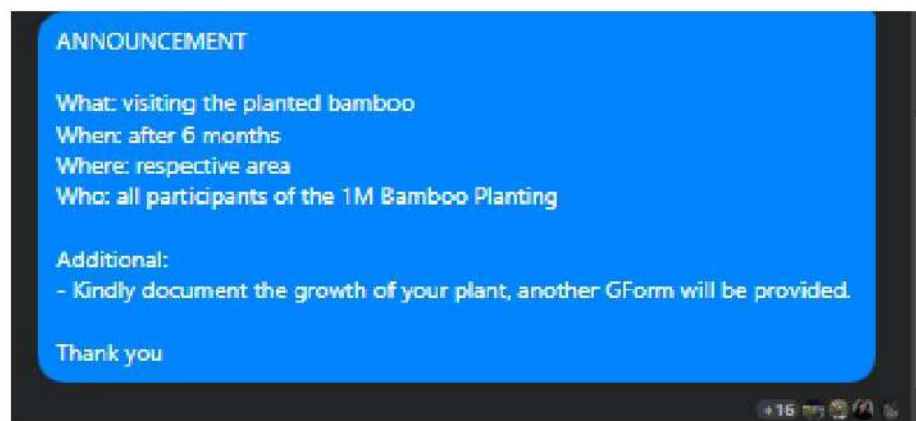 ANNOUNCEMENT
What: visiting the planted bamboo
When: after 6 months
Where: respective area
Who: all participants of the 1M Bamboo Planting
Additional:
- Kindly document the growth of your plant, another GForm will be provided.
Thank you
+16